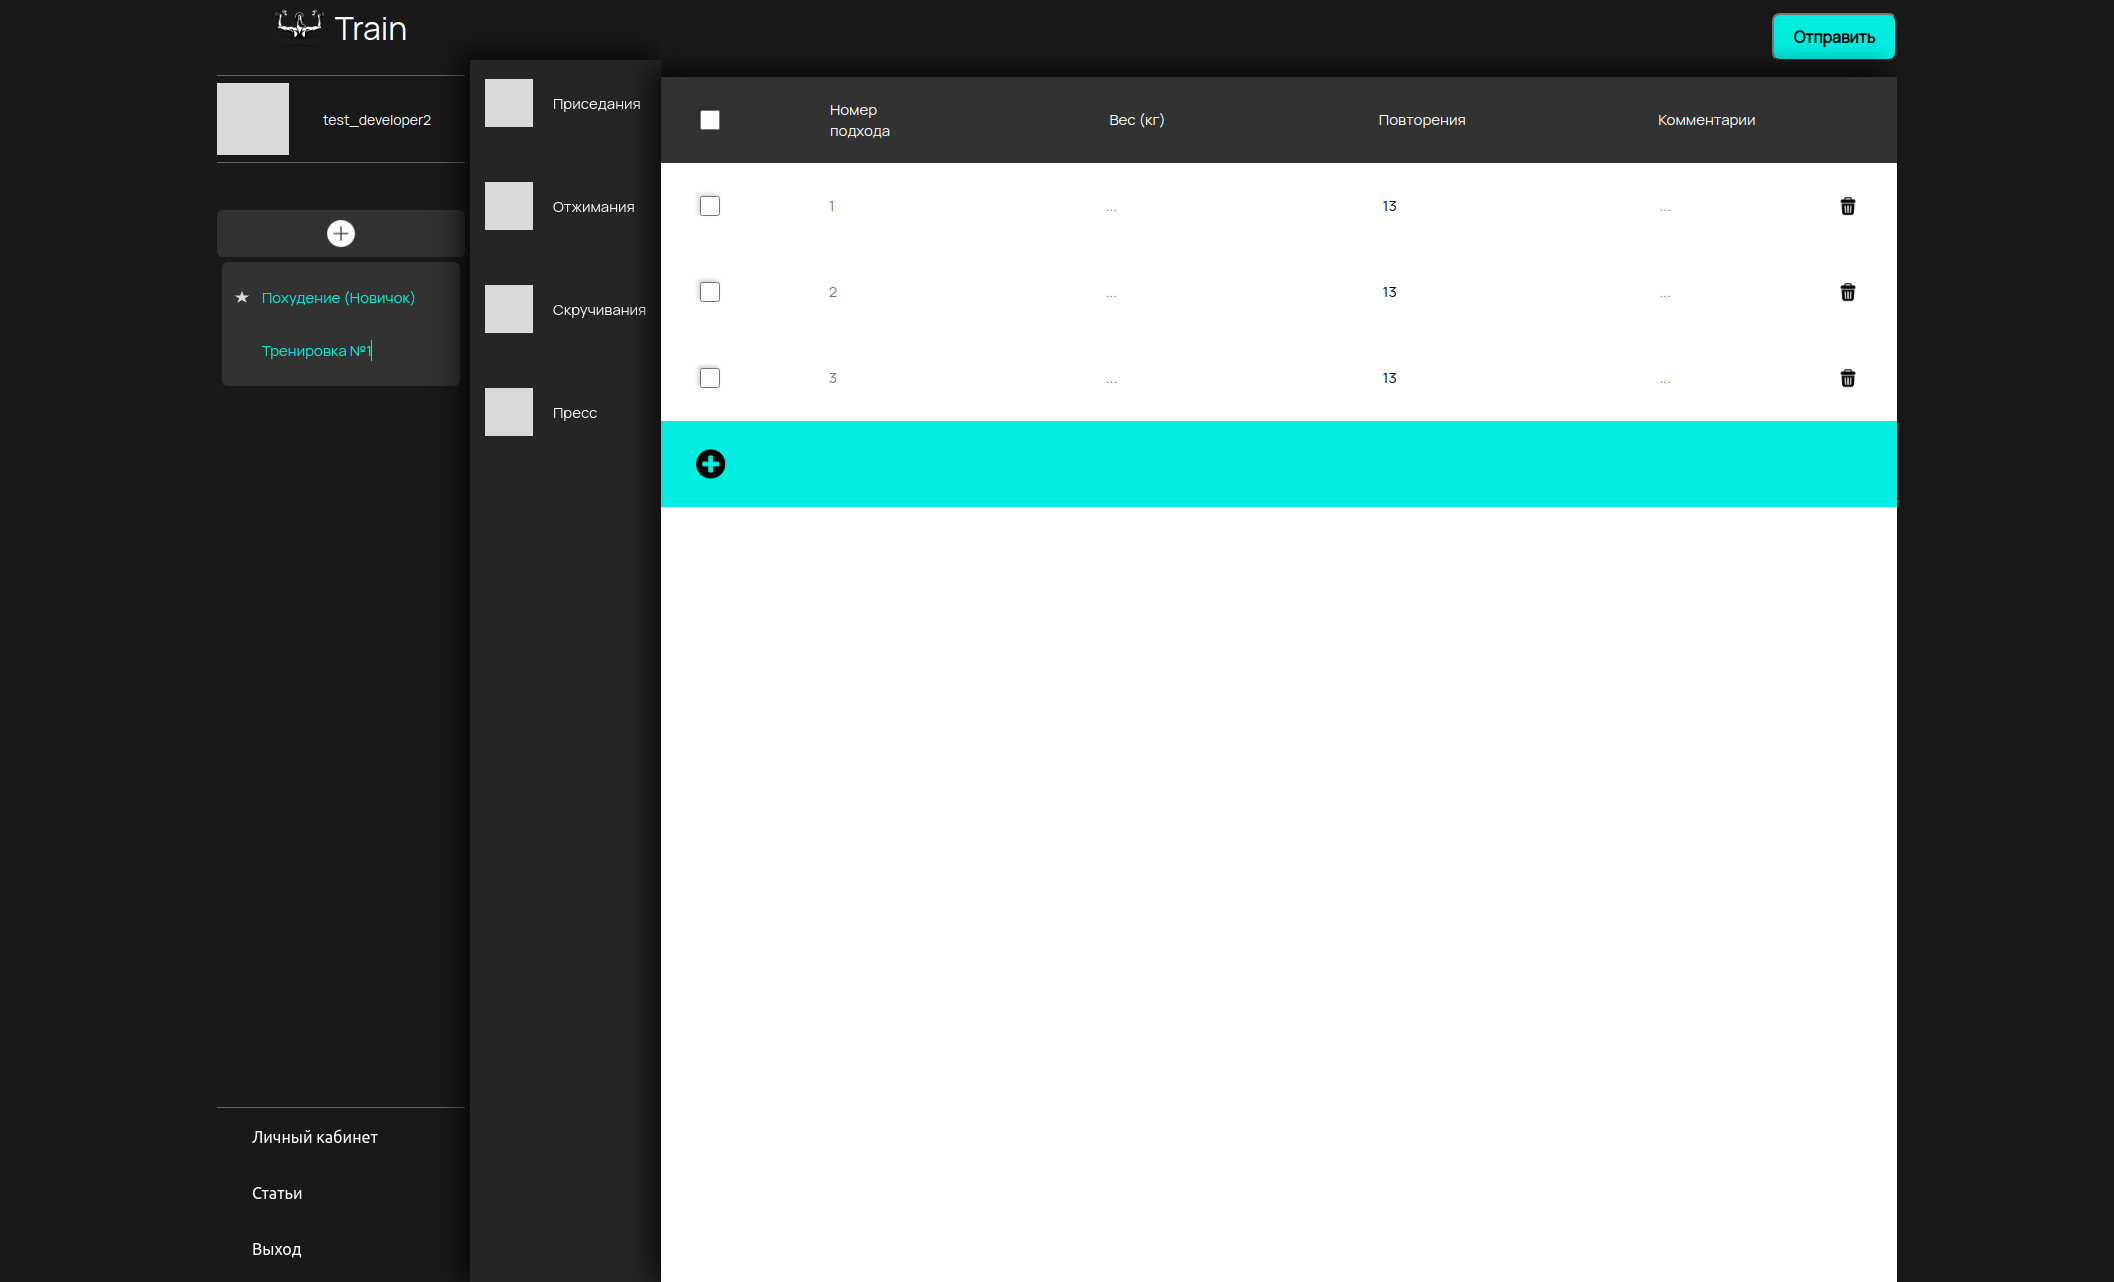 Train
Отправить
test_developer2
Похудение (Новичок)
Тренировка №1
Приседания
Отжимания
Скручивания
Пресс
Номер
подхода
Вес (кг)
Повторения
Комментарии
1 ... 13 ...
2 ... 13 ...
3 ... 13 ...
Личный кабинет
Статьи
Выход